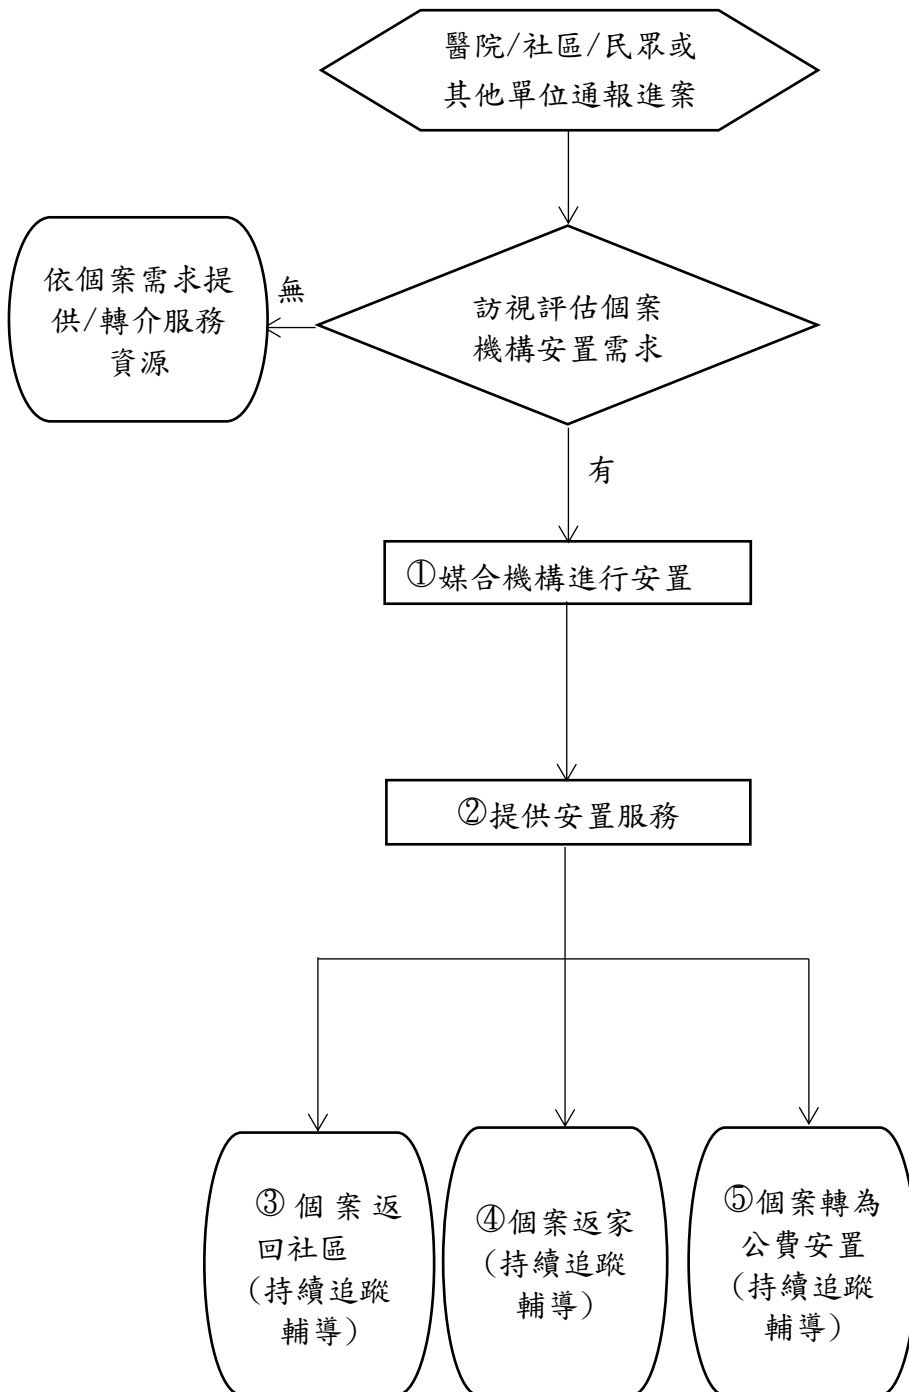 醫院/社區/民眾或
其他單位通報進案
依個案需求提
供/轉介服務
資源
無
訪視評估個案
機構安置需求
有
①媒合機構進行安置
②提供安置服務
③個案返
回社區
(持續追蹤
輔導)
④個案返家
(持續追蹤
輔導)
⑤個案轉為
公費安置
(持續追蹤
輔導)